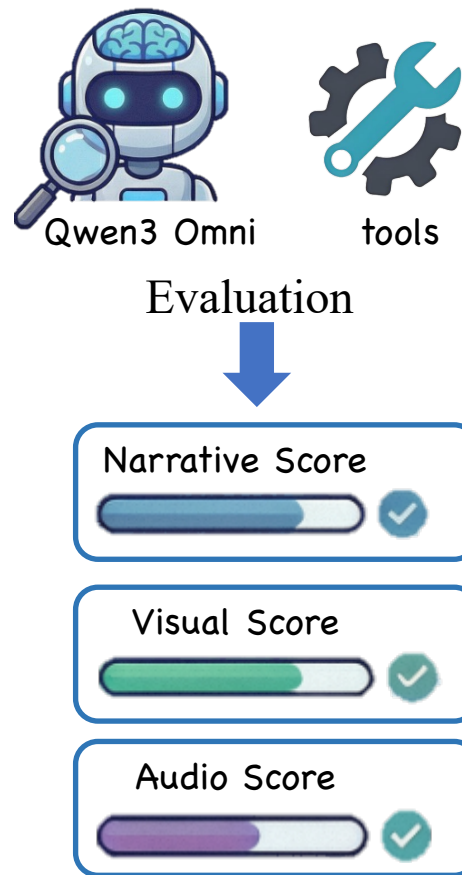 Qwen3 Omni tools
Evaluation
Narrative Score
Visual Score
Audio Score